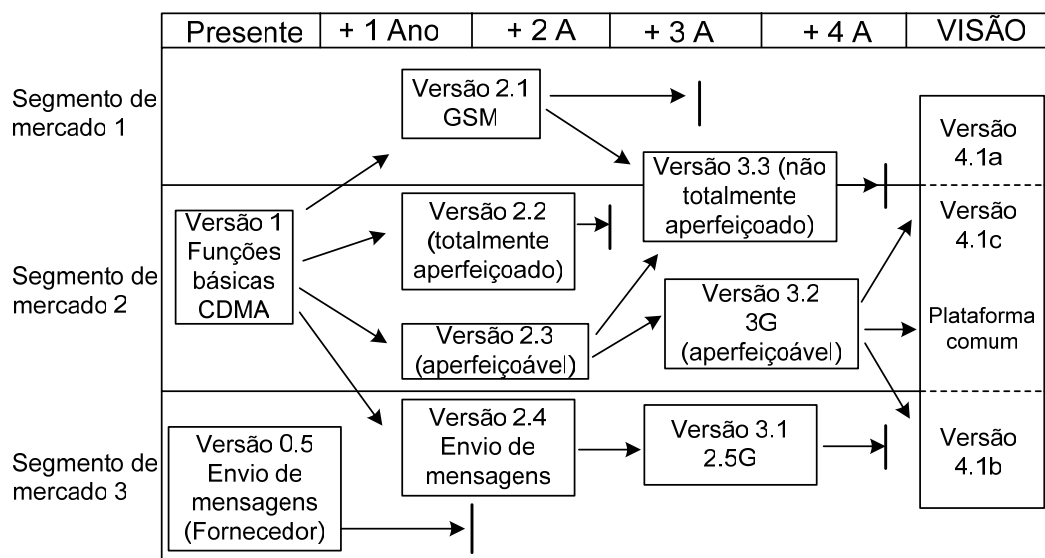 Presente
+ 1 Ano
+ 2 A
+ 3 A
+ 4 A
VISÃO
Segmento de
mercado 1
Versão 2.1
GSM
Versão 3.3 (não
totalmente
aperfeiçoado)
Versão
4.1a
Segmento de
mercado 2
Versão 1
Funções
básicas
CDMA
Versão 2.2
(totalmente
aperfeiçoado)
Versão 2.3
(aperfeiçoável)
Versão 3.2
3G
(aperfeiçoável)
Versão
4.1c
Plataforma
comum
Segmento de
mercado 3
Versão 0.5
Envio de
mensagens
(Fornecedor)
Versão 2.4
Envio de
mensagens
Versão 3.1
2.5G
Versão
4.1b